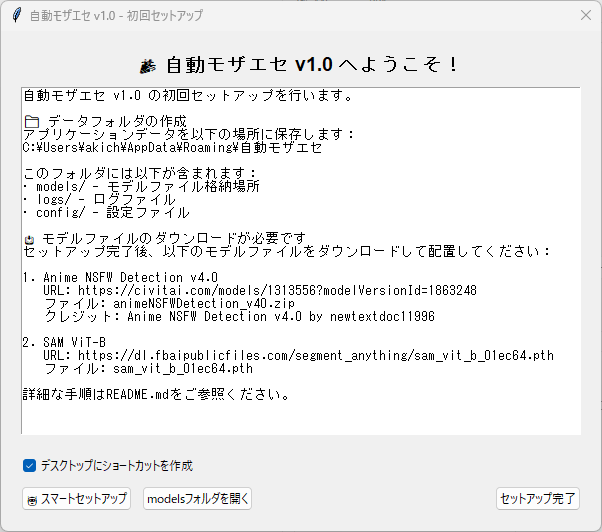 自動モザエセ v1.0 - 初回セットアップ
自動モザエセ v1.0 へようこそ！
自動モザエセ v1.0 の初回セットアップを行います。
データフォルダの作成
アプリケーションデータを以下の場所に保存します：
C:¥Users¥akich¥AppData¥Roaming¥自動モザエセ
このフォルダには以下が含まれます：
・ models/ - モデルファイル格納場所
・ logs/ - ログファイル
・ config/ - 設定ファイル
モデルファイルのダウンロードが必要です
セットアップ完了後、以下のモデルファイルをダウンロードして配置してください：
1. Anime NSFW Detection v4.0
URL: https://civitai.com/models/1313556?modelVersionId=1863248
ファイル: animeNSFWDetection_v40.zip
クレジット: Anime NSFW Detection v4.0 by newtextdoc11996
2. SAM ViT-B
URL: https://dl.fbaipublicfiles.com/segment_anything/sam_vit_b_01ec64.pth
ファイル: sam_vit_b_01ec64.pth
詳細な手順はREADME.mdをご参照ください。
デスクトップにショートカットを作成
スマートセットアップ
modelsフォルダを開く
セットアップ完了